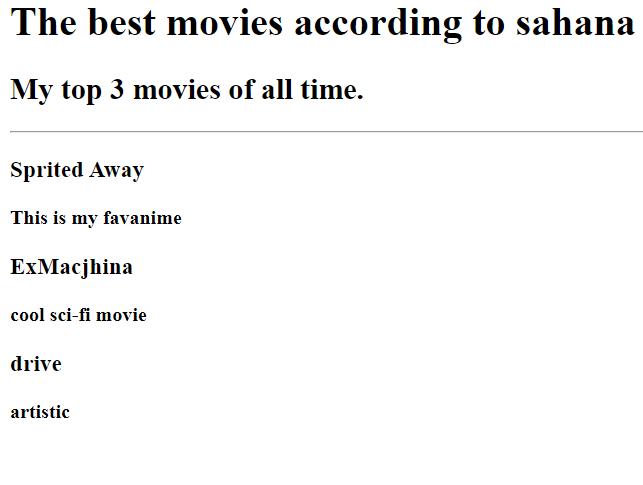 The best movies according to sahana
My top 3 movies of all time.
Sprited Away
This is my favanime
ExMacjhina
cool sci-fi movie
drive
artistic